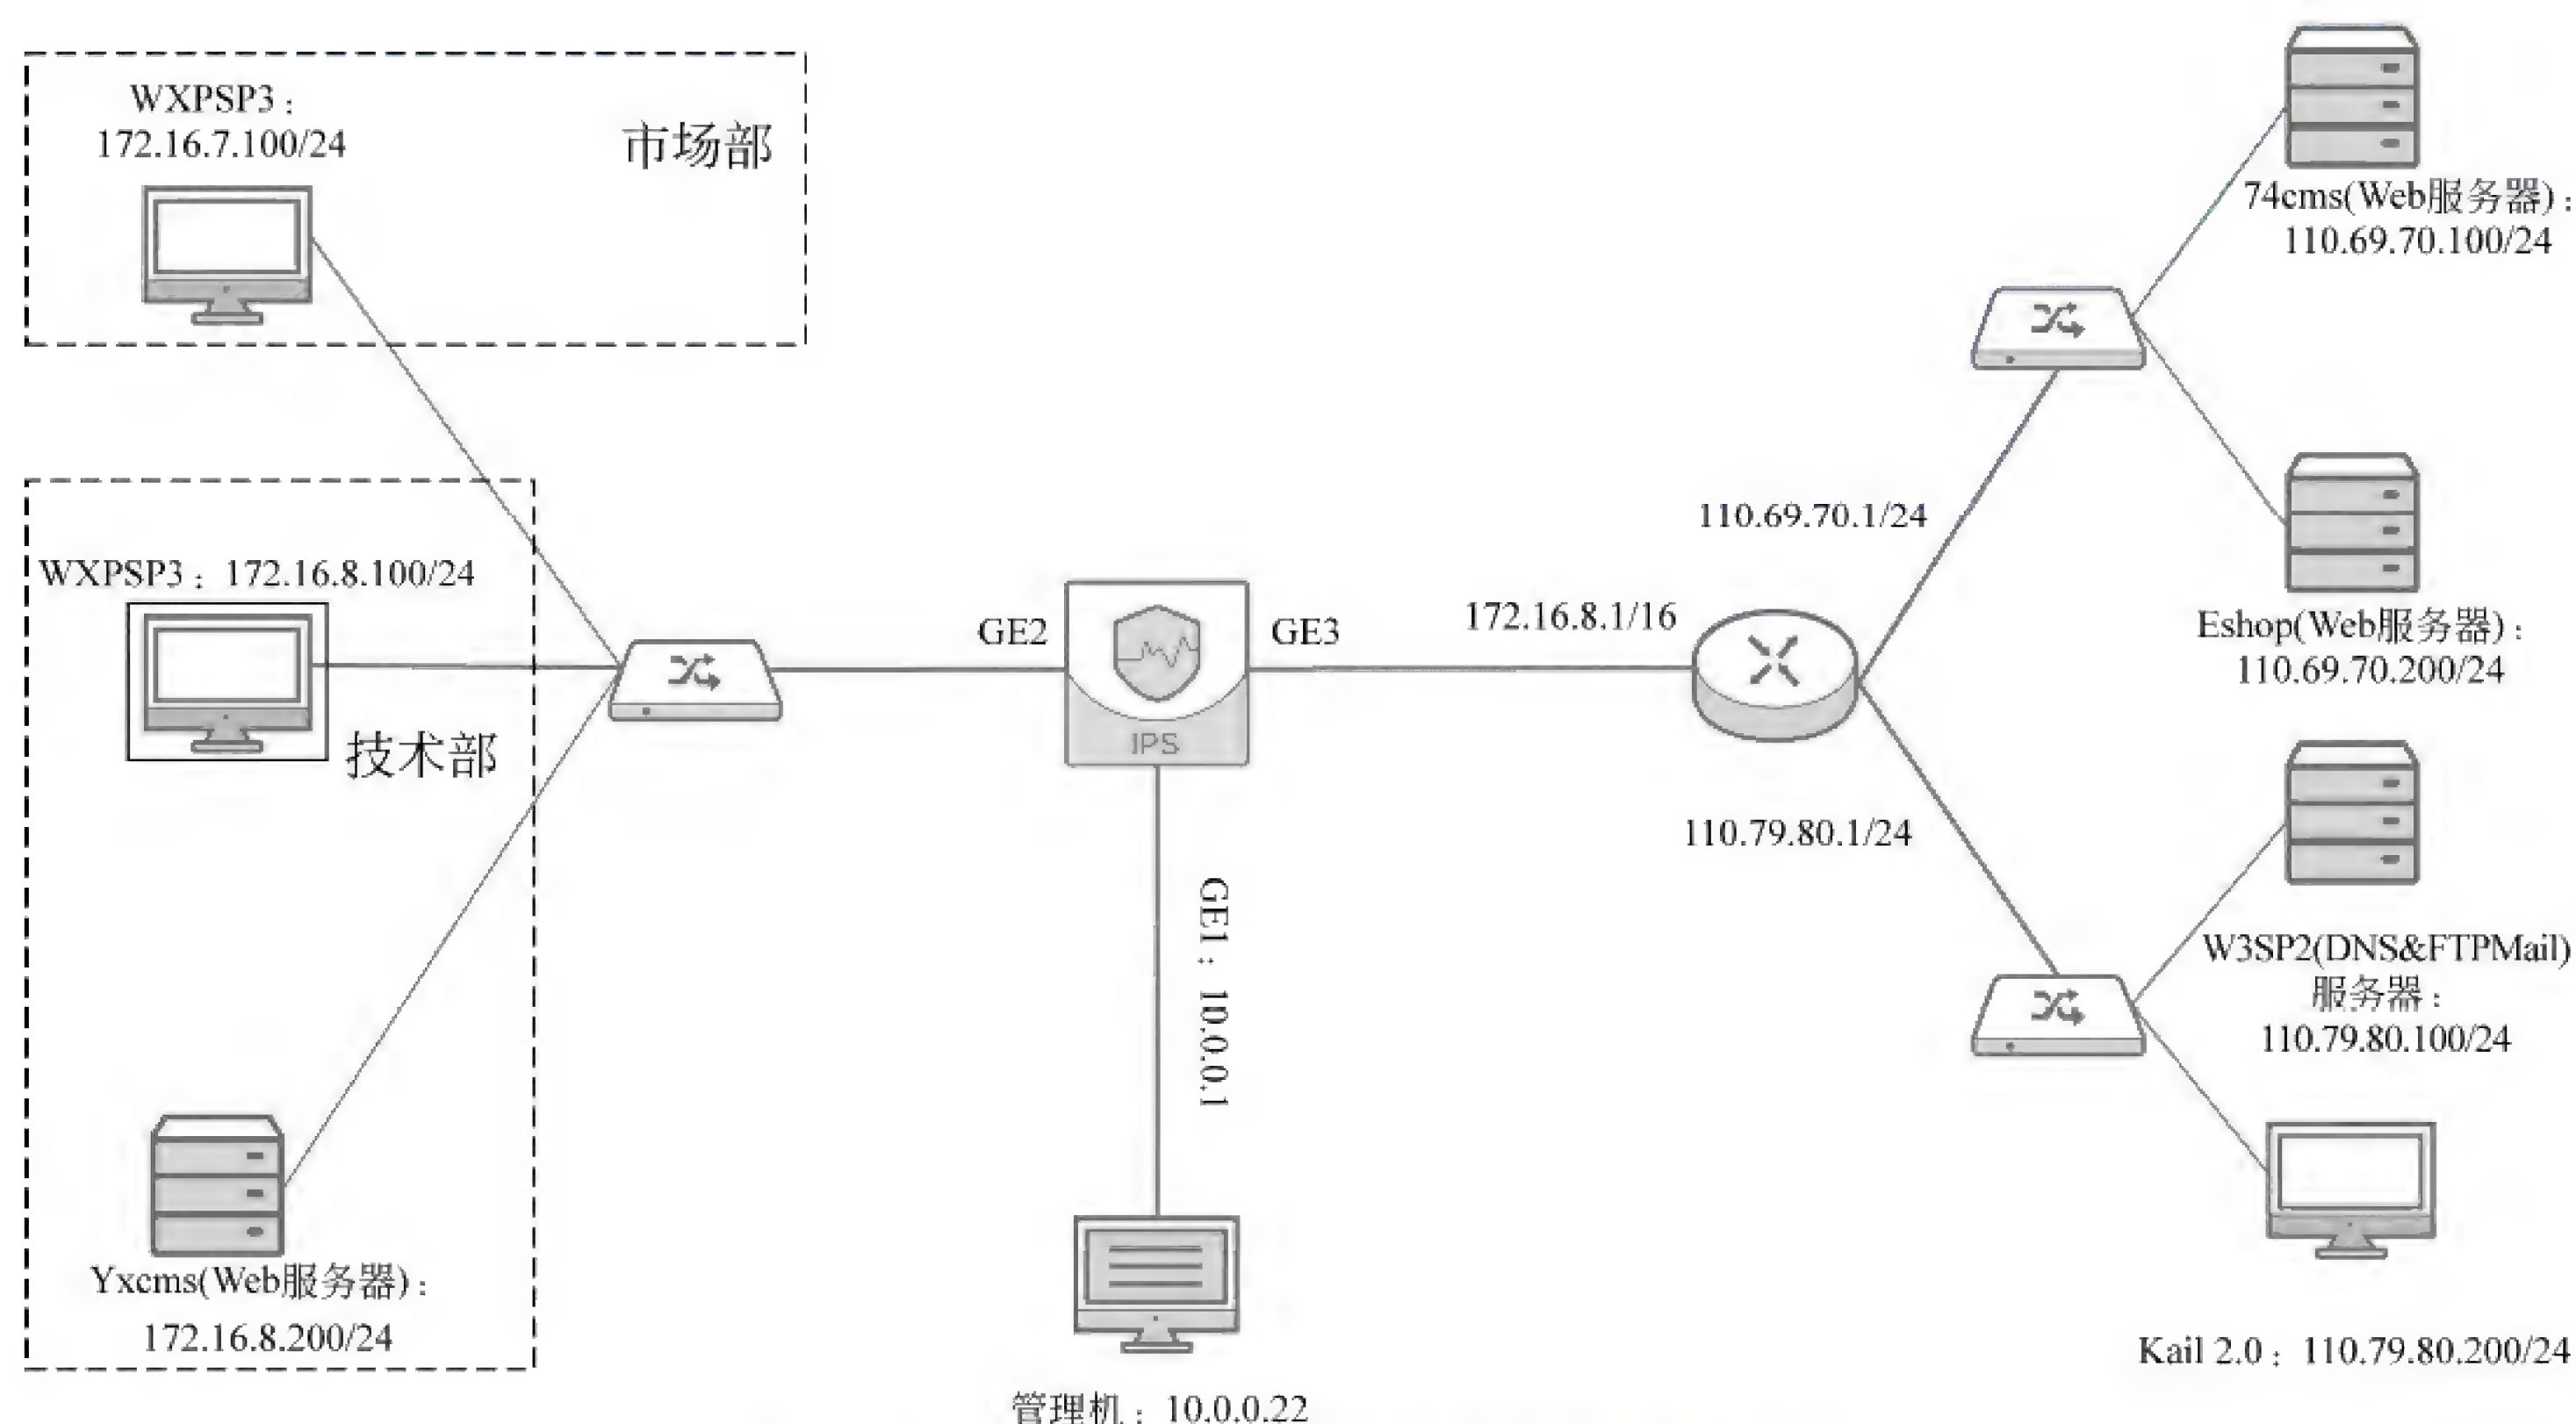 WXPSP3：
172.16.7.100/24
市场部
WXPSP3：172.16.8.100/24
技术部
Yxcms(Web服务器)：
172.16.8.200/24
GE2
IPS
GE3
GE1：10.0.0.1
管理机：10.0.0.22
172.16.8.1/16
110.69.70.1/24
110.79.80.1/24
74cms(Web服务器)：
110.69.70.100/24
Eshop(Web服务器)：
110.69.70.200/24
W3SP2(DNS&FTPMail)
服务器：
110.79.80.100/24
Kail 2.0：110.79.80.200/24